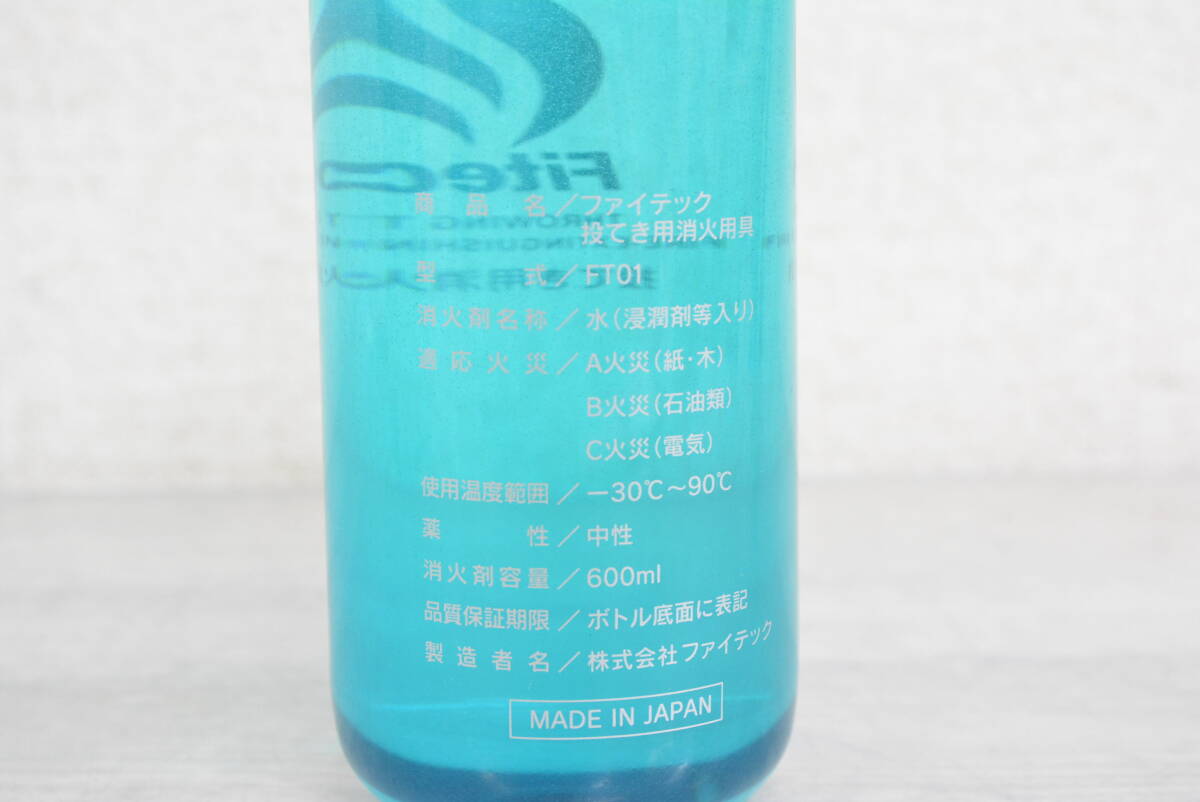 Fitec
商品名／ファイテック
投てき用消火用具
型式／FT01
消火剤名称／水(浸潤剤等入り)
適応火災／A火災(紙・木)
B火災(石油類)
C火災(電気)
使用温度範囲／−30℃〜90℃
薬性／中性
消火剤容量／600ml
品質保証期限／ボトル底面に表記
製造者名／株式会社ファイテック
MADE IN JAPAN